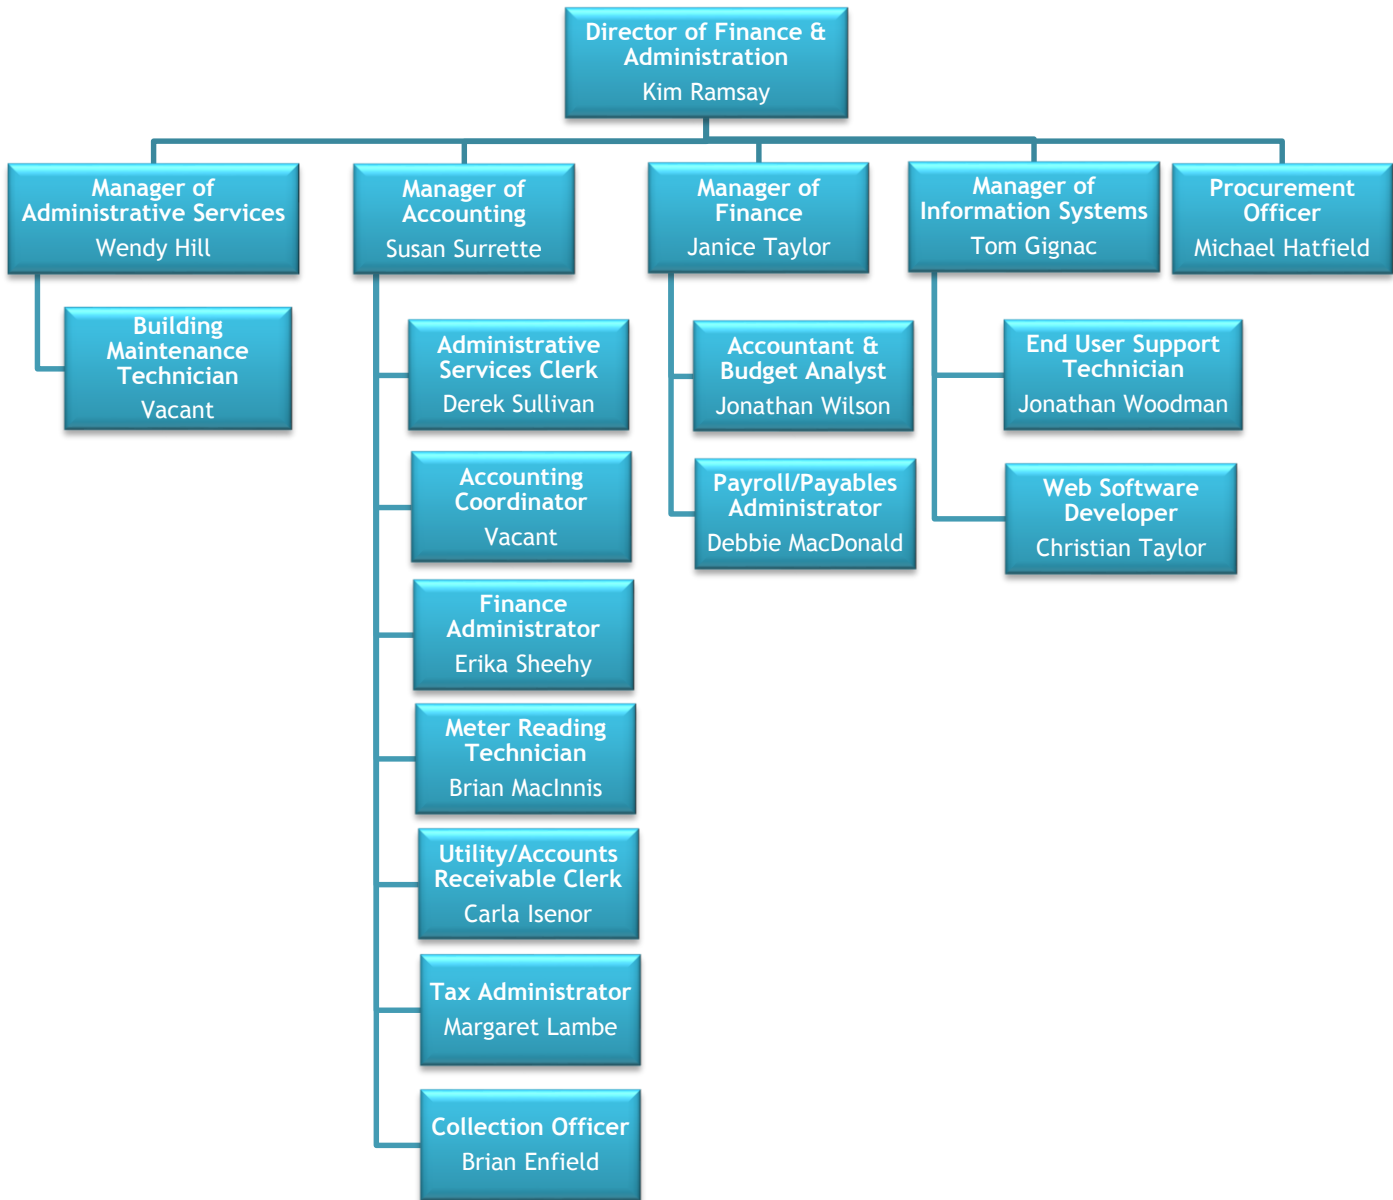 Director of Finance &
Administration
Kim Ramsay
Manager of
Administrative Services
Wendy Hill
Building
Maintenance
Technician
Vacant
Manager of
Accounting
Susan Surrette
Administrative
Services Clerk
Derek Sullivan
Accounting
Coordinator
Vacant
Finance
Administrator
Erika Sheehy
Meter Reading
Technician
Brian MacInnis
Utility/Accounts
Receivable Clerk
Carla Isenor
Tax Administrator
Margaret Lambe
Collection Officer
Brian Enfield
Manager of
Finance
Janice Taylor
Accountant &
Budget Analyst
Jonathan Wilson
Payroll/Payables
Administrator
Debbie MacDonald
Manager of
Information Systems
Tom Gignac
End User Support
Technician
Jonathan Woodman
Web Software
Developer
Christian Taylor
Procurement
Officer
Michael Hatfield